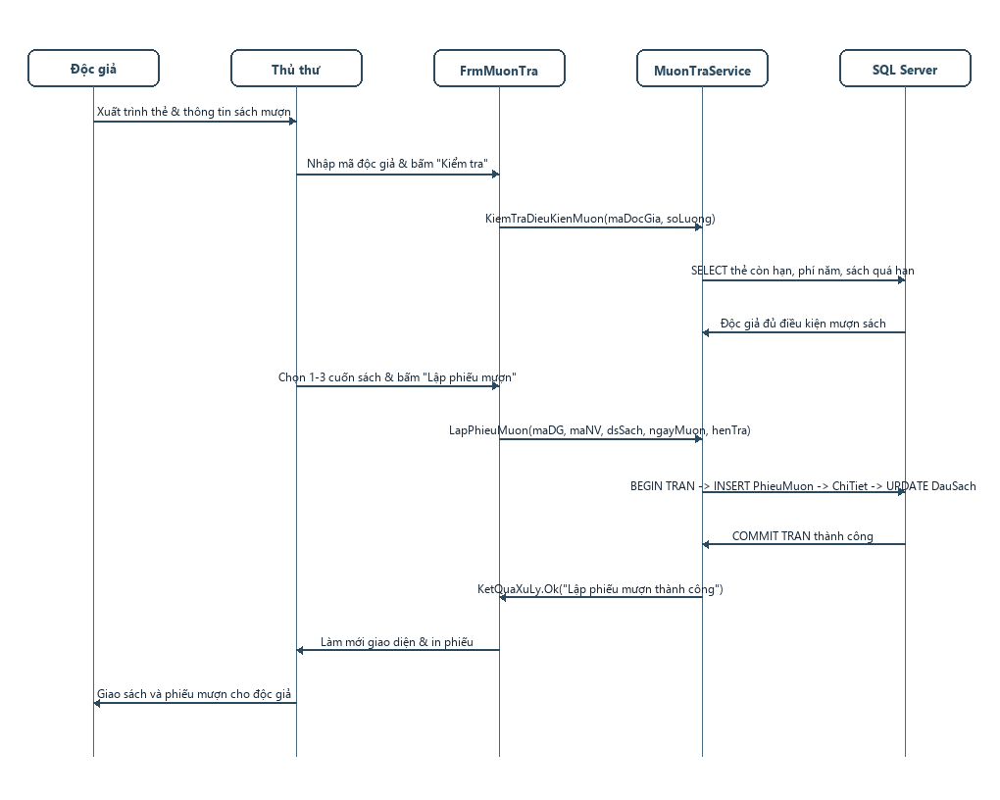 Độc giả
Thủ thư
FrmMuonTra
MuonTraService
SQL Server
Xuất trình thẻ & thông tin sách mượn
Nhập mã độc giả & bấm "Kiểm tra"
KiemTraDieuKienMuon(maDocGia, soLuong)
SELECT thẻ còn hạn, phí năm, sách quá hạn
Độc giả đủ điều kiện mượn sách
Chọn 1-3 cuốn sách & bấm "Lập phiếu mượn"
LapPhieuMuon(maDG, maNV, dsSach, ngayMuon, henTra)
BEGIN TRAN -> INSERT PhieuMuon -> ChiTiet -> UPDATE DauSach
COMMIT TRAN thành công
KetQuaXuLy.Ok("Lập phiếu mượn thành công")
Làm mới giao diện & in phiếu
Giao sách và phiếu mượn cho độc giả